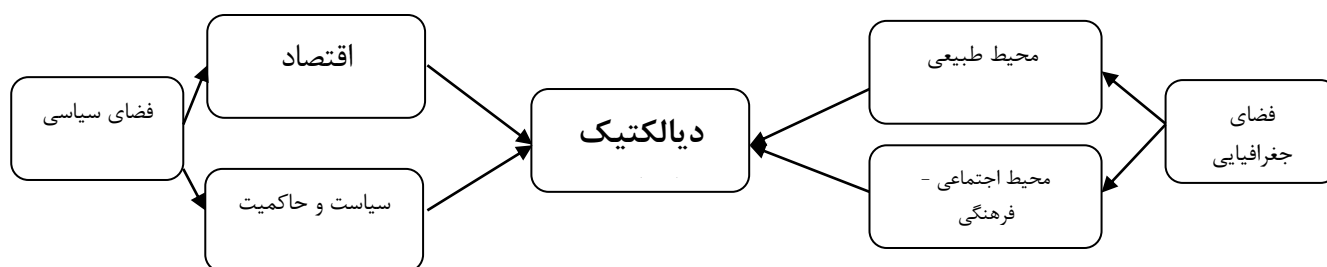 فضای
جغرافیایی
محیط طبیعی
محیط اجتماعی –
فرهنگی
دیالکتیک
اقتصاد
سیاست و حاکمیت
فضای سیاسی